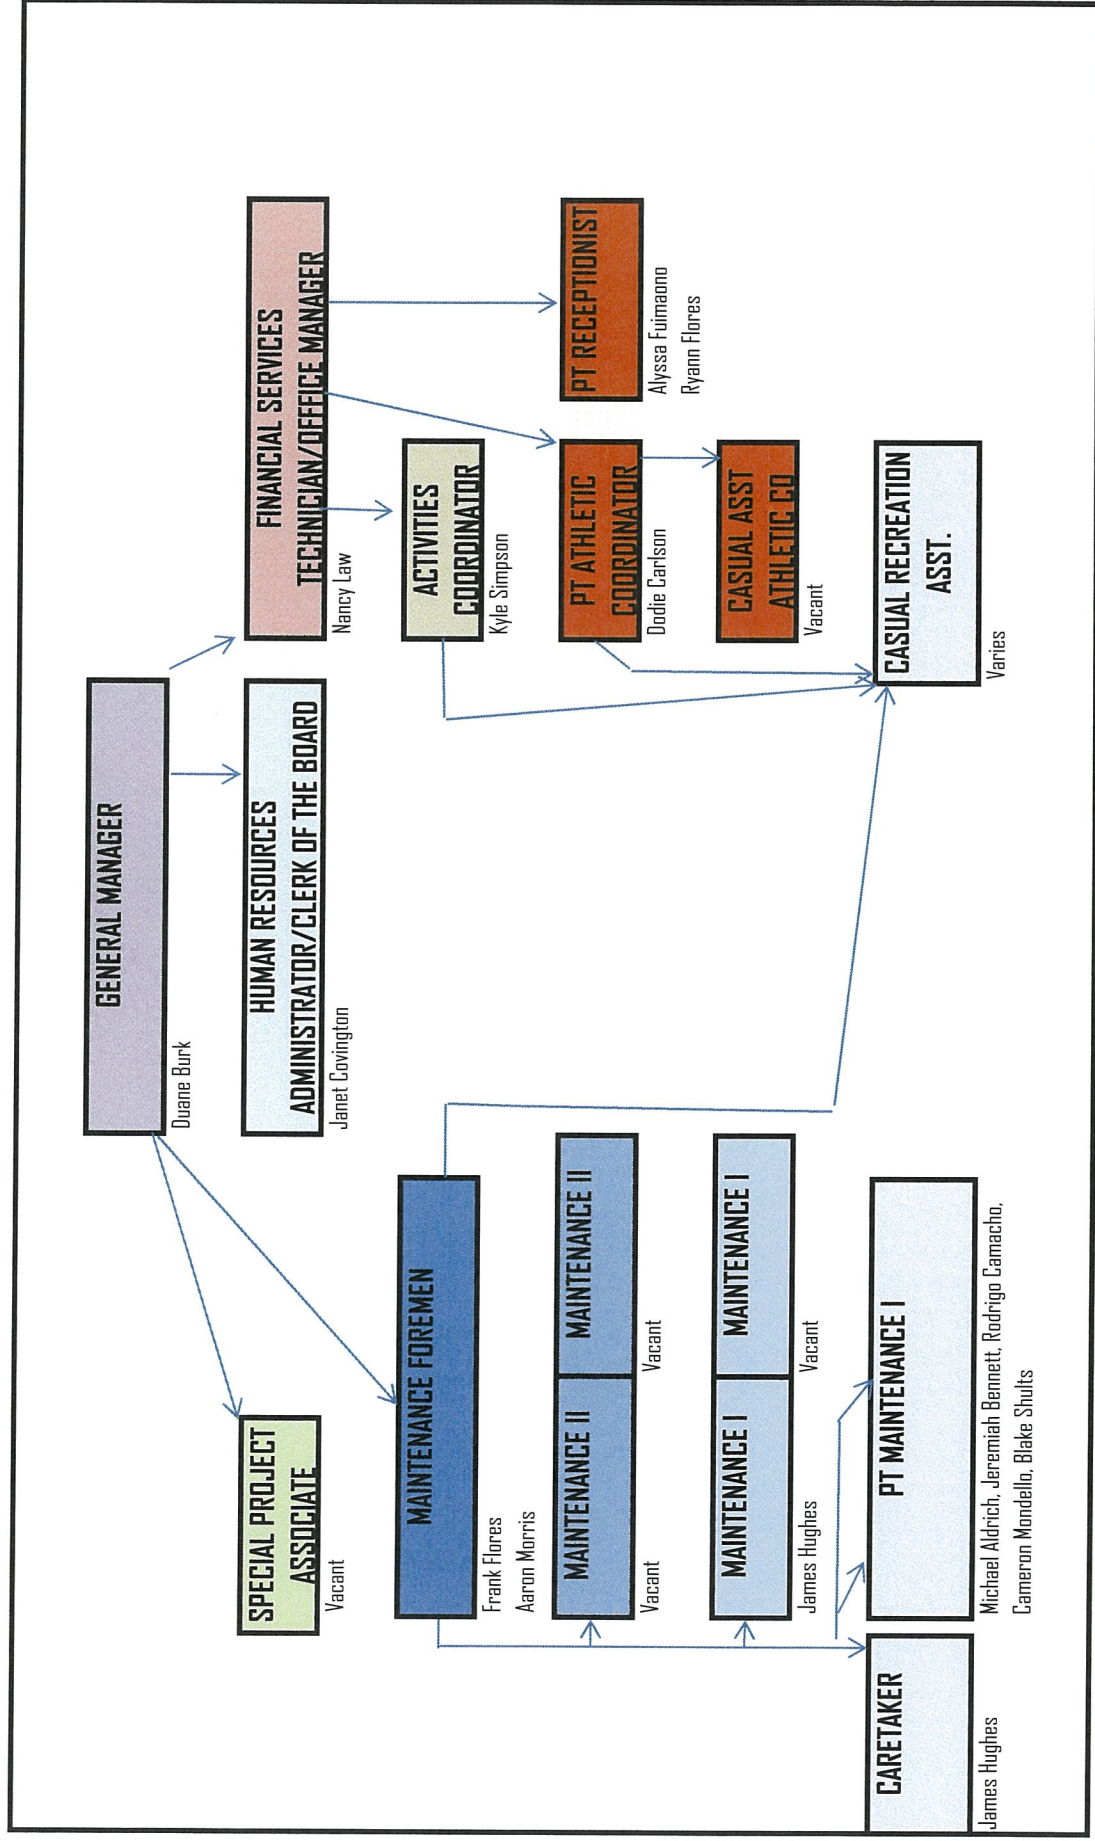 GENERAL MANAGER
Duane Burk
SPECIAL PROJECT
ASSOCIATE
Vacant
HUMAN RESOURCES
ADMINISTRATOR/CLERK OF THE BOARD
Janet Covington
FINANCIAL SERVICES
TECHNICIAN/OFFICE MANAGER
Nancy Law
MAINTENANCE FOREMEN
Frank Flores
Aaron Morris
ACTIVITIES
COORDINATOR
Kyle Simpson
MAINTENANCE II
Vacant
MAINTENANCE II
Vacant
PT ATHLETIC
COORDINATOR
Dodie Carlson
PT RECEPTIONIST
Alyssa Fuimaono
Ryann Flores
MAINTENANCE I
James Hughes
MAINTENANCE I
Vacant
CASUAL ASST
ATHLETIC CO
Vacant
CARETAKER
James Hughes
PT MAINTENANCE I
Michael Aldrich, Jeremiah Bennett, Rodrigo Camacho,
Cameron Mondello, Blake Shults
CASUAL RECREATION
ASST.
Varies